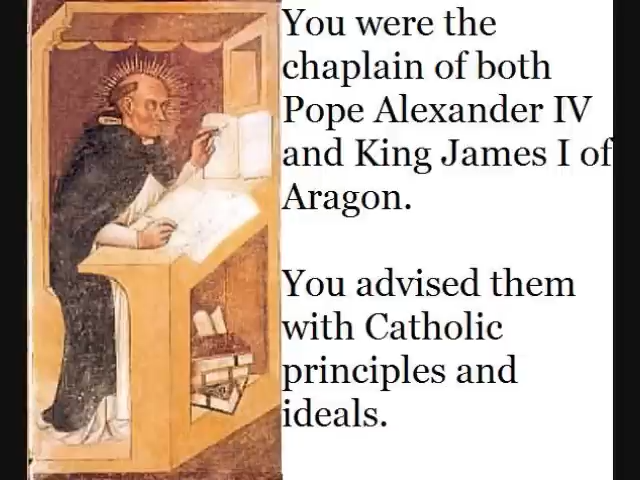 You were the
chaplain of both
Pope Alexander IV
and King James I of
Aragon.
You advised them
with Catholic
principles and
ideals.